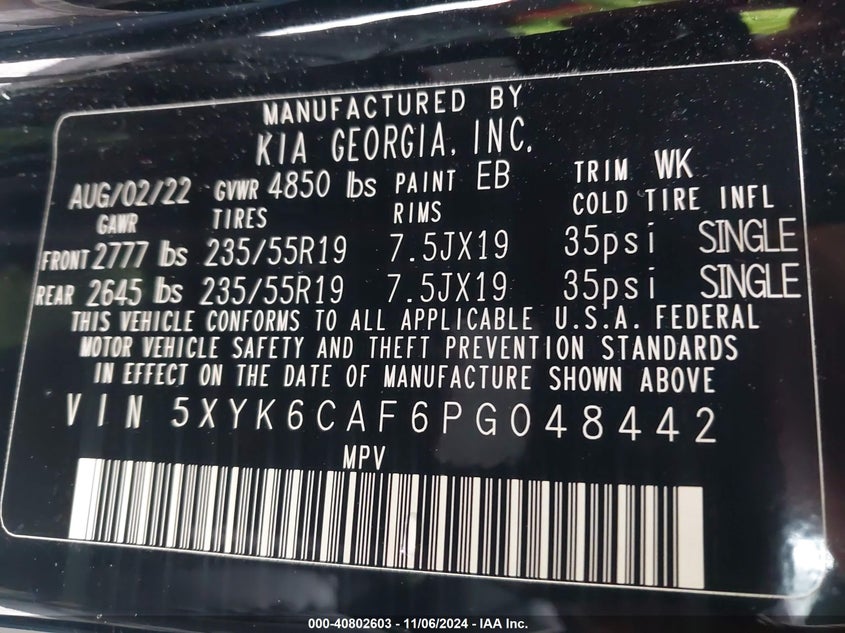 MANUFACTURED BY
KIA GEORGIA, INC.
AUG/02/22 GVWR 4850 lbs PAINT EB TRIM WK
GAWR TIRES RIMS COLD TIRE INFL
FRONT 2777 lbs 235/55R19 7.5JX19 35psi SINGLE
REAR 2645 lbs 235/55R19 7.5JX19 35psi SINGLE
THIS VEHICLE CONFORMS TO ALL APPLICABLE U.S.A. FEDERAL
MOTOR VEHICLE SAFETY AND THEFT PREVENTION STANDARDS
IN EFFECT ON THE DATE OF MANUFACTURE SHOWN ABOVE
VIN 5XYK6CAF6PG048442
MPV
000-40802603 - 11/06/2024 - IAA Inc.